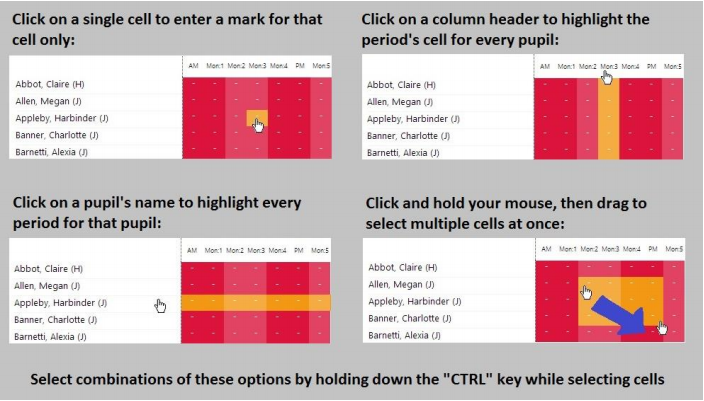 Click on a single cell to enter a mark for that
cell only:
AM Mon:1 Mon:2 Mon:3 Mon:4 PM Mon:5
Abbot, Claire (H)
Allen, Megan (J)
Appleby, Harbinder (J)
Banner, Charlotte (J)
Barnetti, Alexia (J)
Click on a column header to highlight the
period's cell for every pupil:
AM Mon:1 Mon:2 Mon:3 Mon:4 PM Mon:5
Abbot, Claire (H)
Allen, Megan (J)
Appleby, Harbinder (J)
Banner, Charlotte (J)
Barnetti, Alexia (J)
Click on a pupil's name to highlight every
period for that pupil:
AM Mon:1 Mon:2 Mon:3 Mon:4 PM Mon:5
Abbot, Claire (H)
Allen, Megan (J)
Appleby, Harbinder (J)
Banner, Charlotte (J)
Barnetti, Alexia (J)
Click and hold your mouse, then drag to
select multiple cells at once:
AM Mon:1 Mon:2 Mon:3 Mon:4 PM Mon:5
Abbot, Claire (H)
Allen, Megan (J)
Appleby, Harbinder (J)
Banner, Charlotte (J)
Barnetti, Alexia (J)
Select combinations of these options by holding down the "CTRL" key while selecting cells